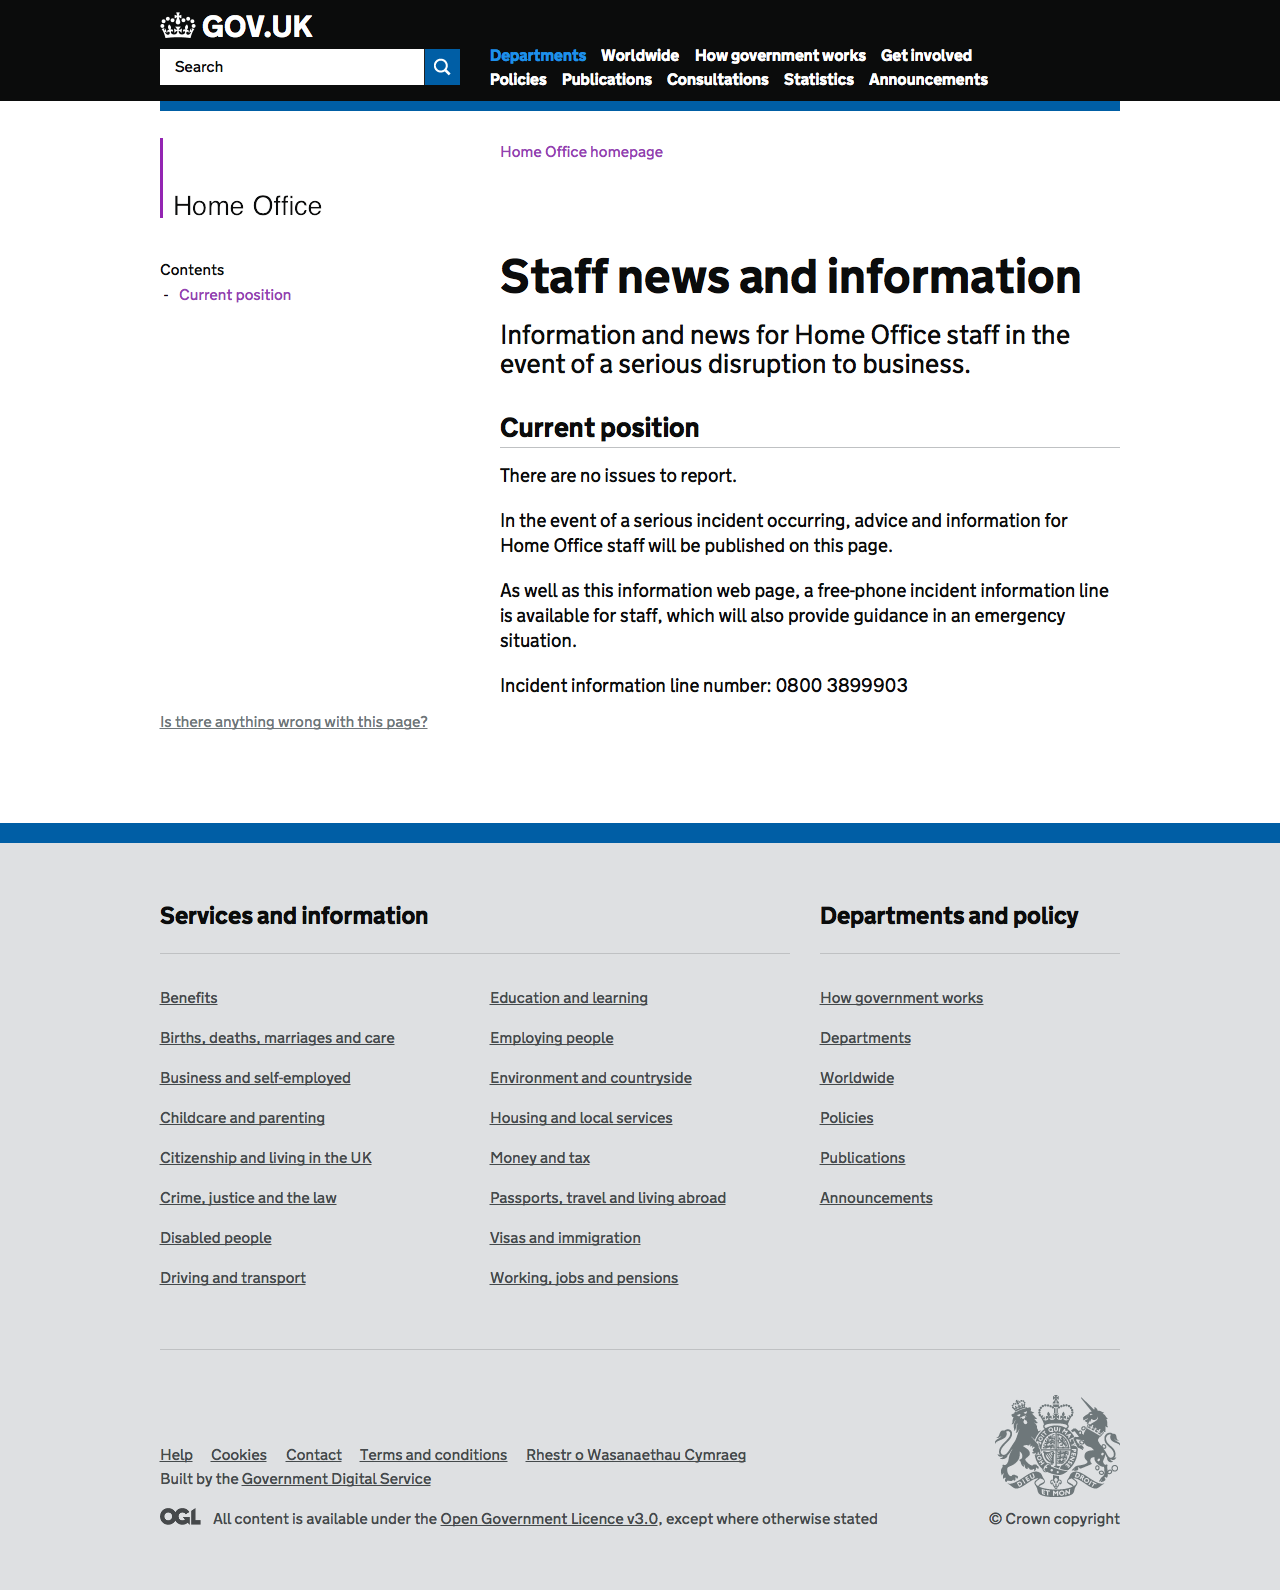 GOV.UK
Search
Departments Worldwide How government works Get involved
Policies Publications Consultations Statistics Announcements
Home Office homepage
Home Office
Contents
- Current position
Staff news and information
Information and news for Home Office staff in the
event of a serious disruption to business.
Current position
There are no issues to report.
In the event of a serious incident occurring, advice and information for
Home Office staff will be published on this page.
As well as this information web page, a free-phone incident information line
is available for staff, which will also provide guidance in an emergency
situation.
Incident information line number: 0800 3899903
Is there anything wrong with this page?
Services and information
Benefits
Births, deaths, marriages and care
Business and self-employed
Childcare and parenting
Citizenship and living in the UK
Crime, justice and the law
Disabled people
Driving and transport
Education and learning
Employing people
Environment and countryside
Housing and local services
Money and tax
Passports, travel and living abroad
Visas and immigration
Working, jobs and pensions
Departments and policy
How government works
Departments
Worldwide
Policies
Publications
Announcements
Help Cookies Contact Terms and conditions Rhestr o Wasanaethau Cymraeg
Built by the Government Digital Service
OGL All content is available under the Open Government Licence v3.0, except where otherwise stated
DIEU ET MON DROIT
© Crown copyright